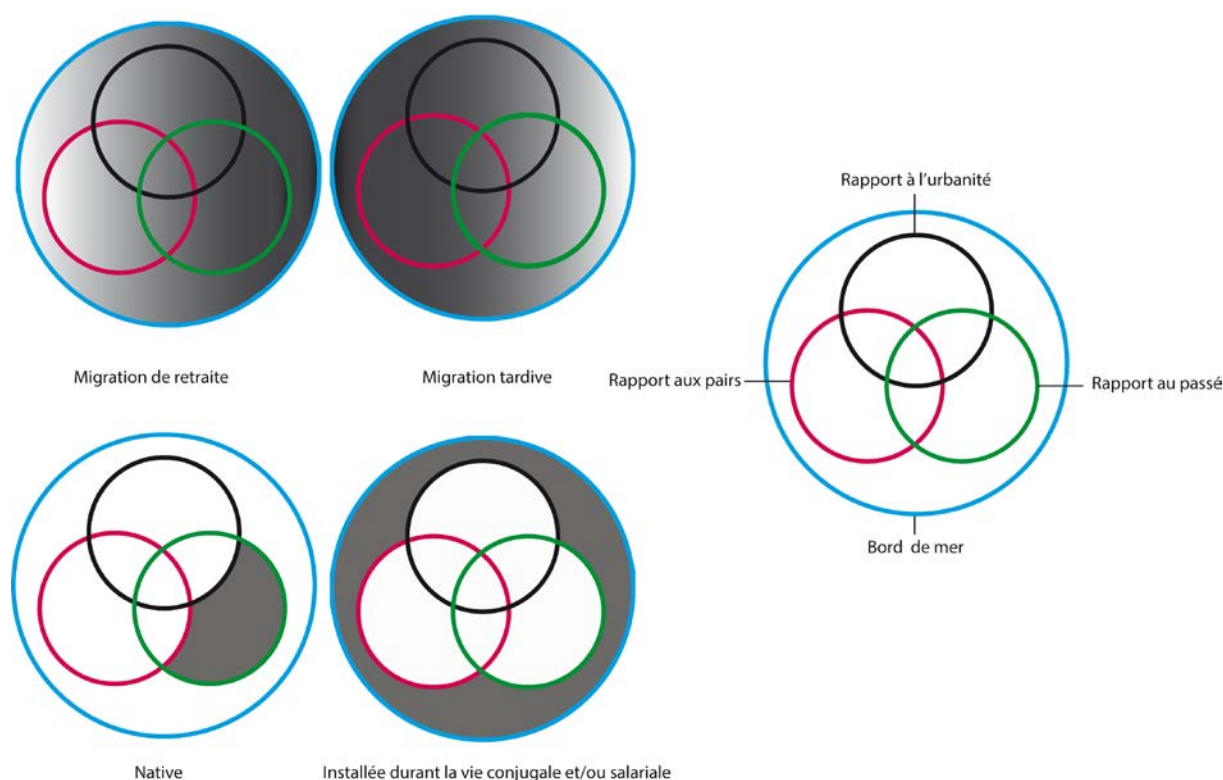 Rapport à l'urbanité
Migration de retraite
Migration tardive
Rapport aux pairs
Rapport au passé
Bord de mer
Native
Installée durant la vie conjugale et/ou salariale